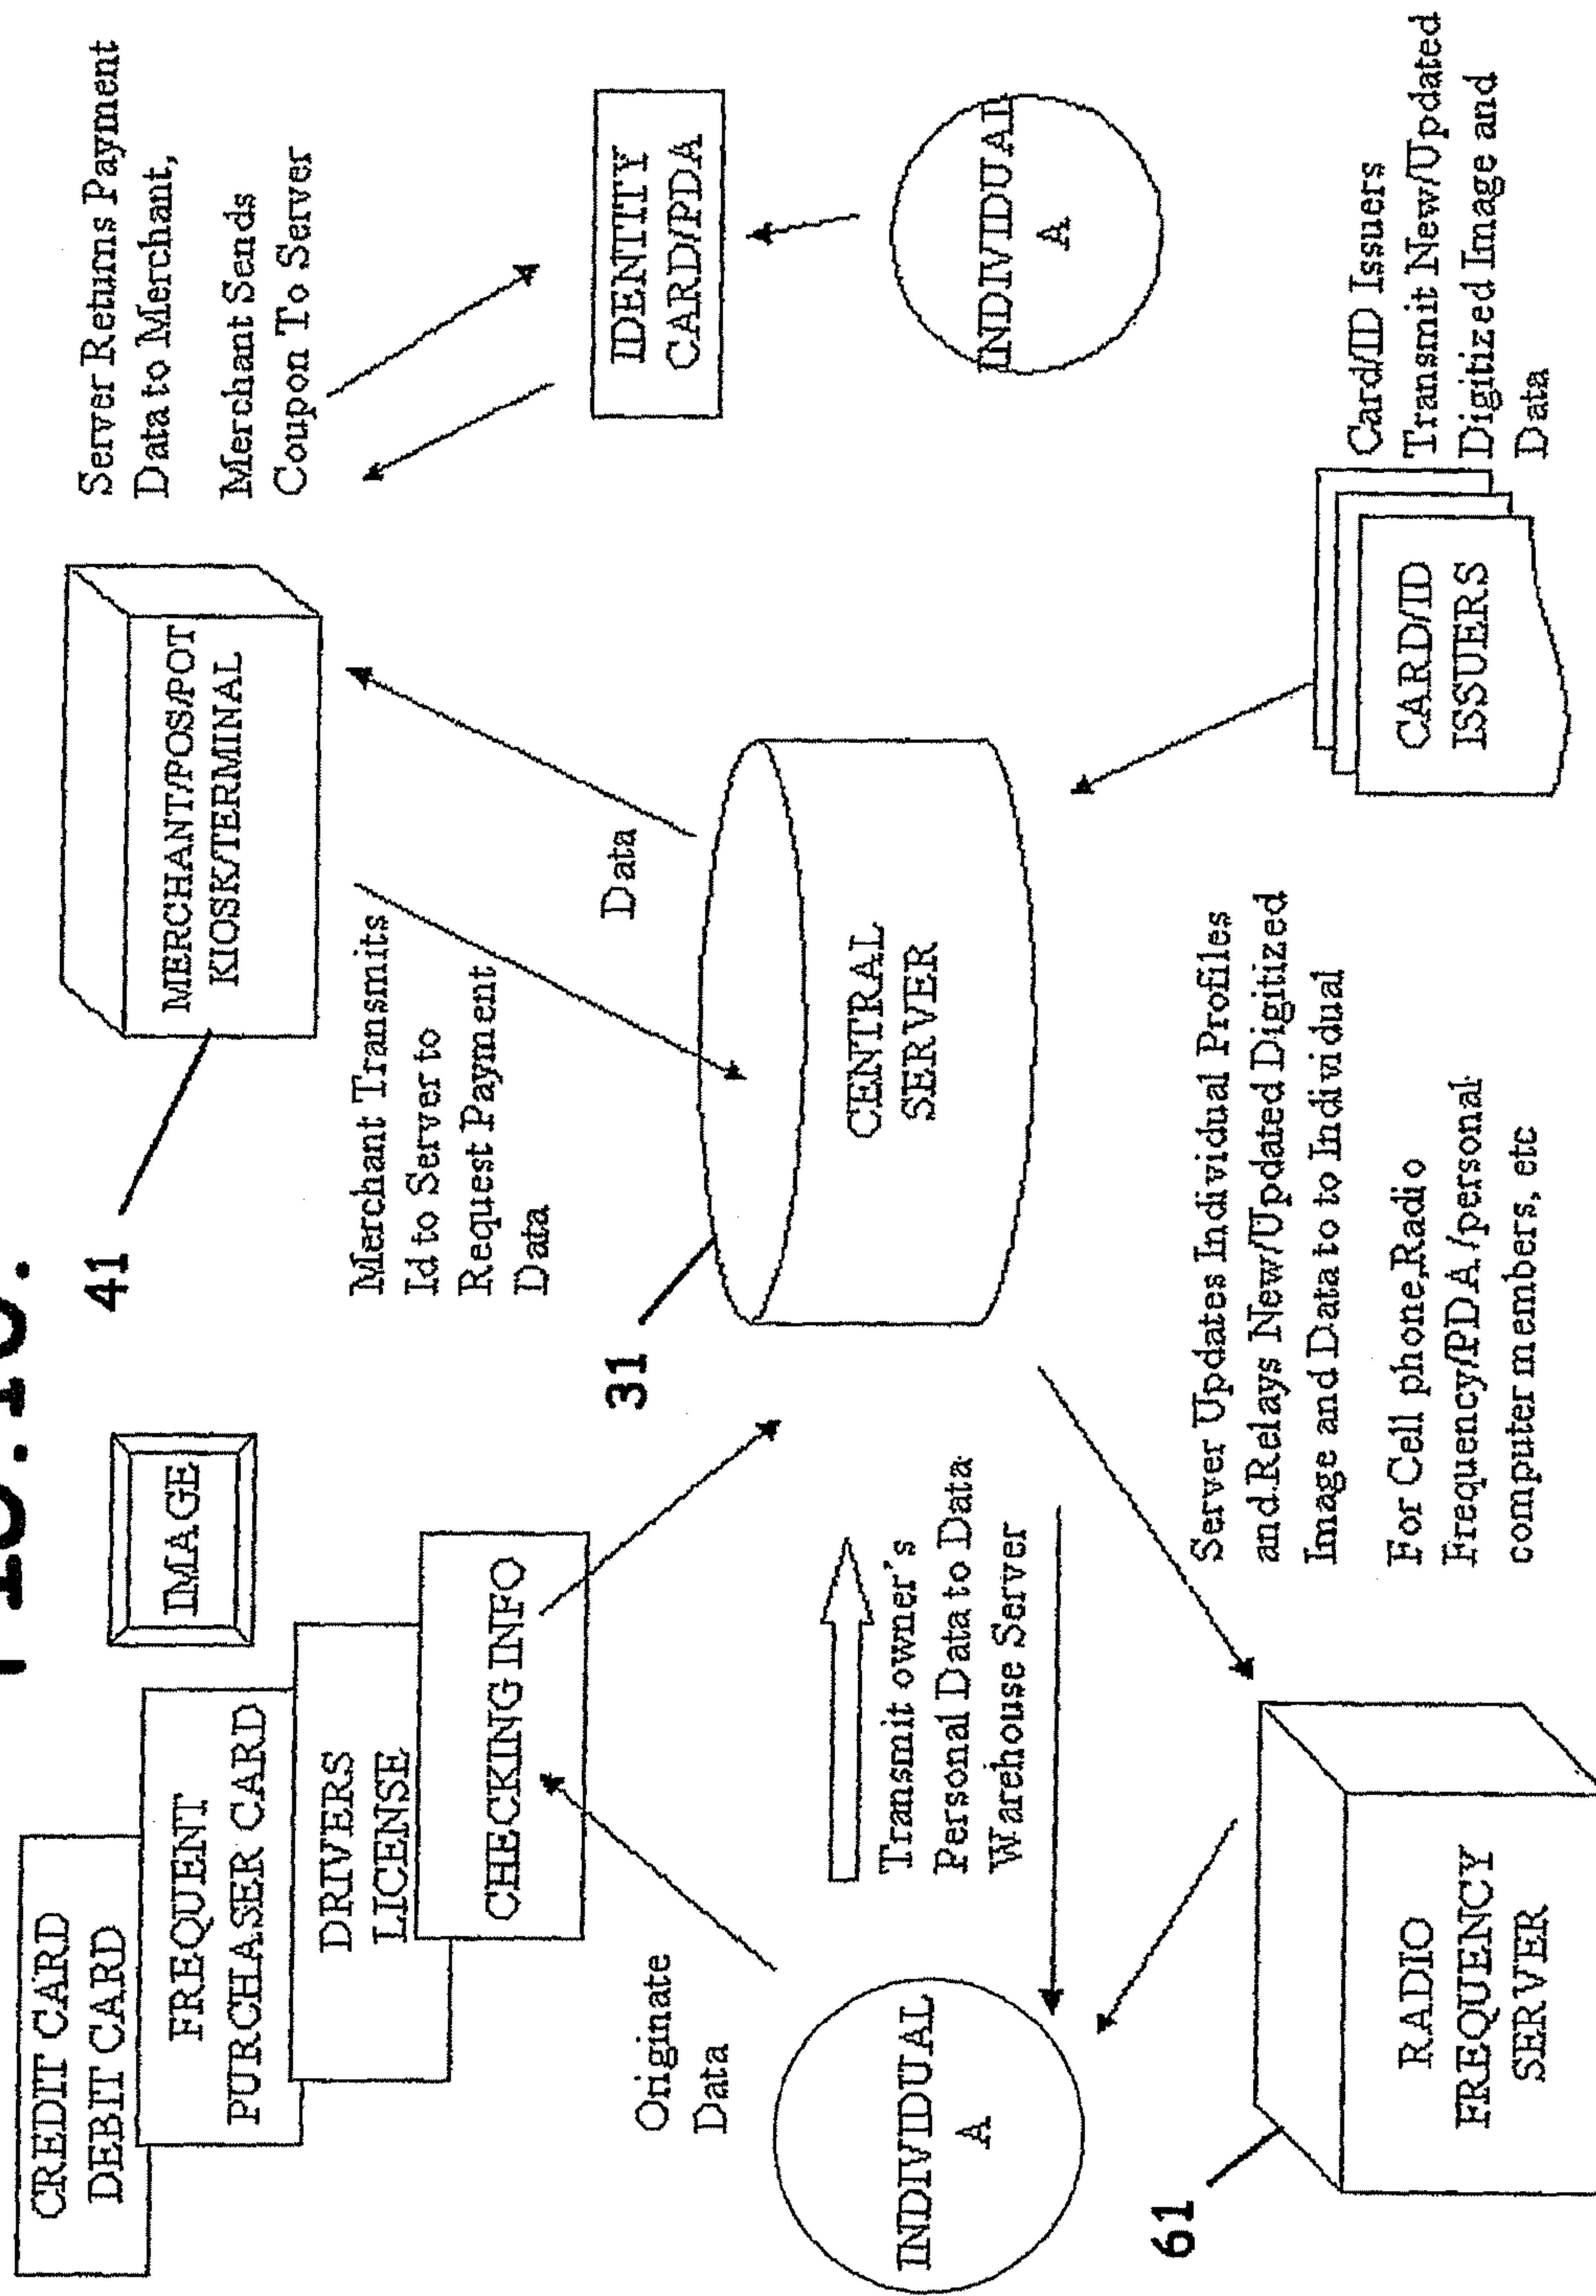 FIG. 10.
CREDIT CARD
DEBIT CARD
FREQUENT
PURCHASER CARD
DRIVERS
LICENSE
CHECKING INFO
IMAGE
41
MERCHANT/POS/POT
KIOSK/TERMINAL
Server Returns Payment
Data to Merchant,
Merchant Sends
Coupon To Server
Merchant Transmits
Id to Server to
Request Payment
Data
Data
IDENTITY
CARD/PDA
INDIVIDUAL
A
31
CENTRAL
SERVER
Originate
Data
INDIVIDUAL
A
Transmit owner's
Personal Data to Data
Warehouse Server
Server Updates Individual Profiles
and Relays New/Updated Digitized
Image and Data to to Individual
For Cell phone,Radio
Frequency/PDA/personal
computer members, etc
61
RADIO
FREQUENCY
SERVER
CARD/ID
ISSUERS
Card/ID Issuers
Transmit New/Updated
Digitized Image and
Data